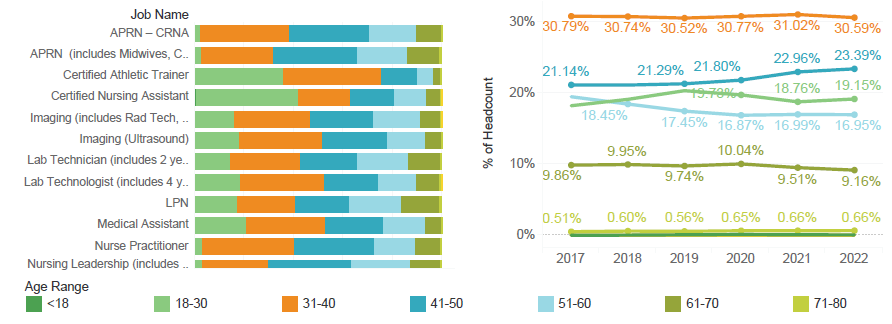 Job Name
APRN – CRNA
APRN (includes Midwives, C..
Certified Athletic Trainer
Certified Nursing Assistant
Imaging (includes Rad Tech, ..
Imaging (Ultrasound)
Lab Technician (includes 2 ye..
Lab Technologist (includes 4 y..
LPN
Medical Assistant
Nurse Practitioner
Nursing Leadership (includes ..
% of Headcount
30%
20%
10%
0%
30.79% 30.74% 30.52% 30.77% 31.02% 30.59%
21.14% 21.29% 21.80% 22.96% 23.39%
18.45% 19.73% 18.76% 19.15%
17.45% 16.87% 16.99% 16.95%
9.86% 9.95% 9.74% 10.04% 9.51% 9.16%
0.51% 0.60% 0.56% 0.65% 0.66% 0.66%
2017 2018 2019 2020 2021 2022
Age Range
<18 18-30 31-40 41-50 51-60 61-70 71-80